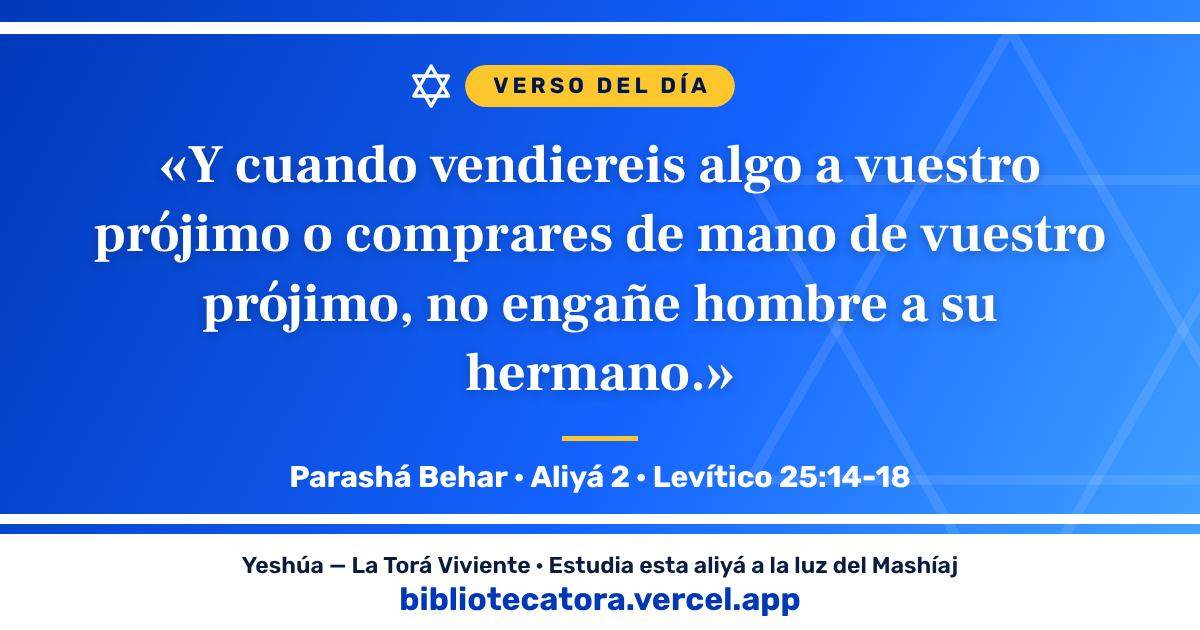 VERSO DEL DÍA
«Y cuando vendiereis algo a vuestro
prójimo o comprares de mano de vuestro
prójimo, no engañe hombre a su
hermano.»
Parashá Behar • Aliyá 2 • Levítico 25:14-18
Yeshúa — La Torá Viviente • Estudia esta aliyá a la luz del Mashíaj
bibliotecatora.vercel.app